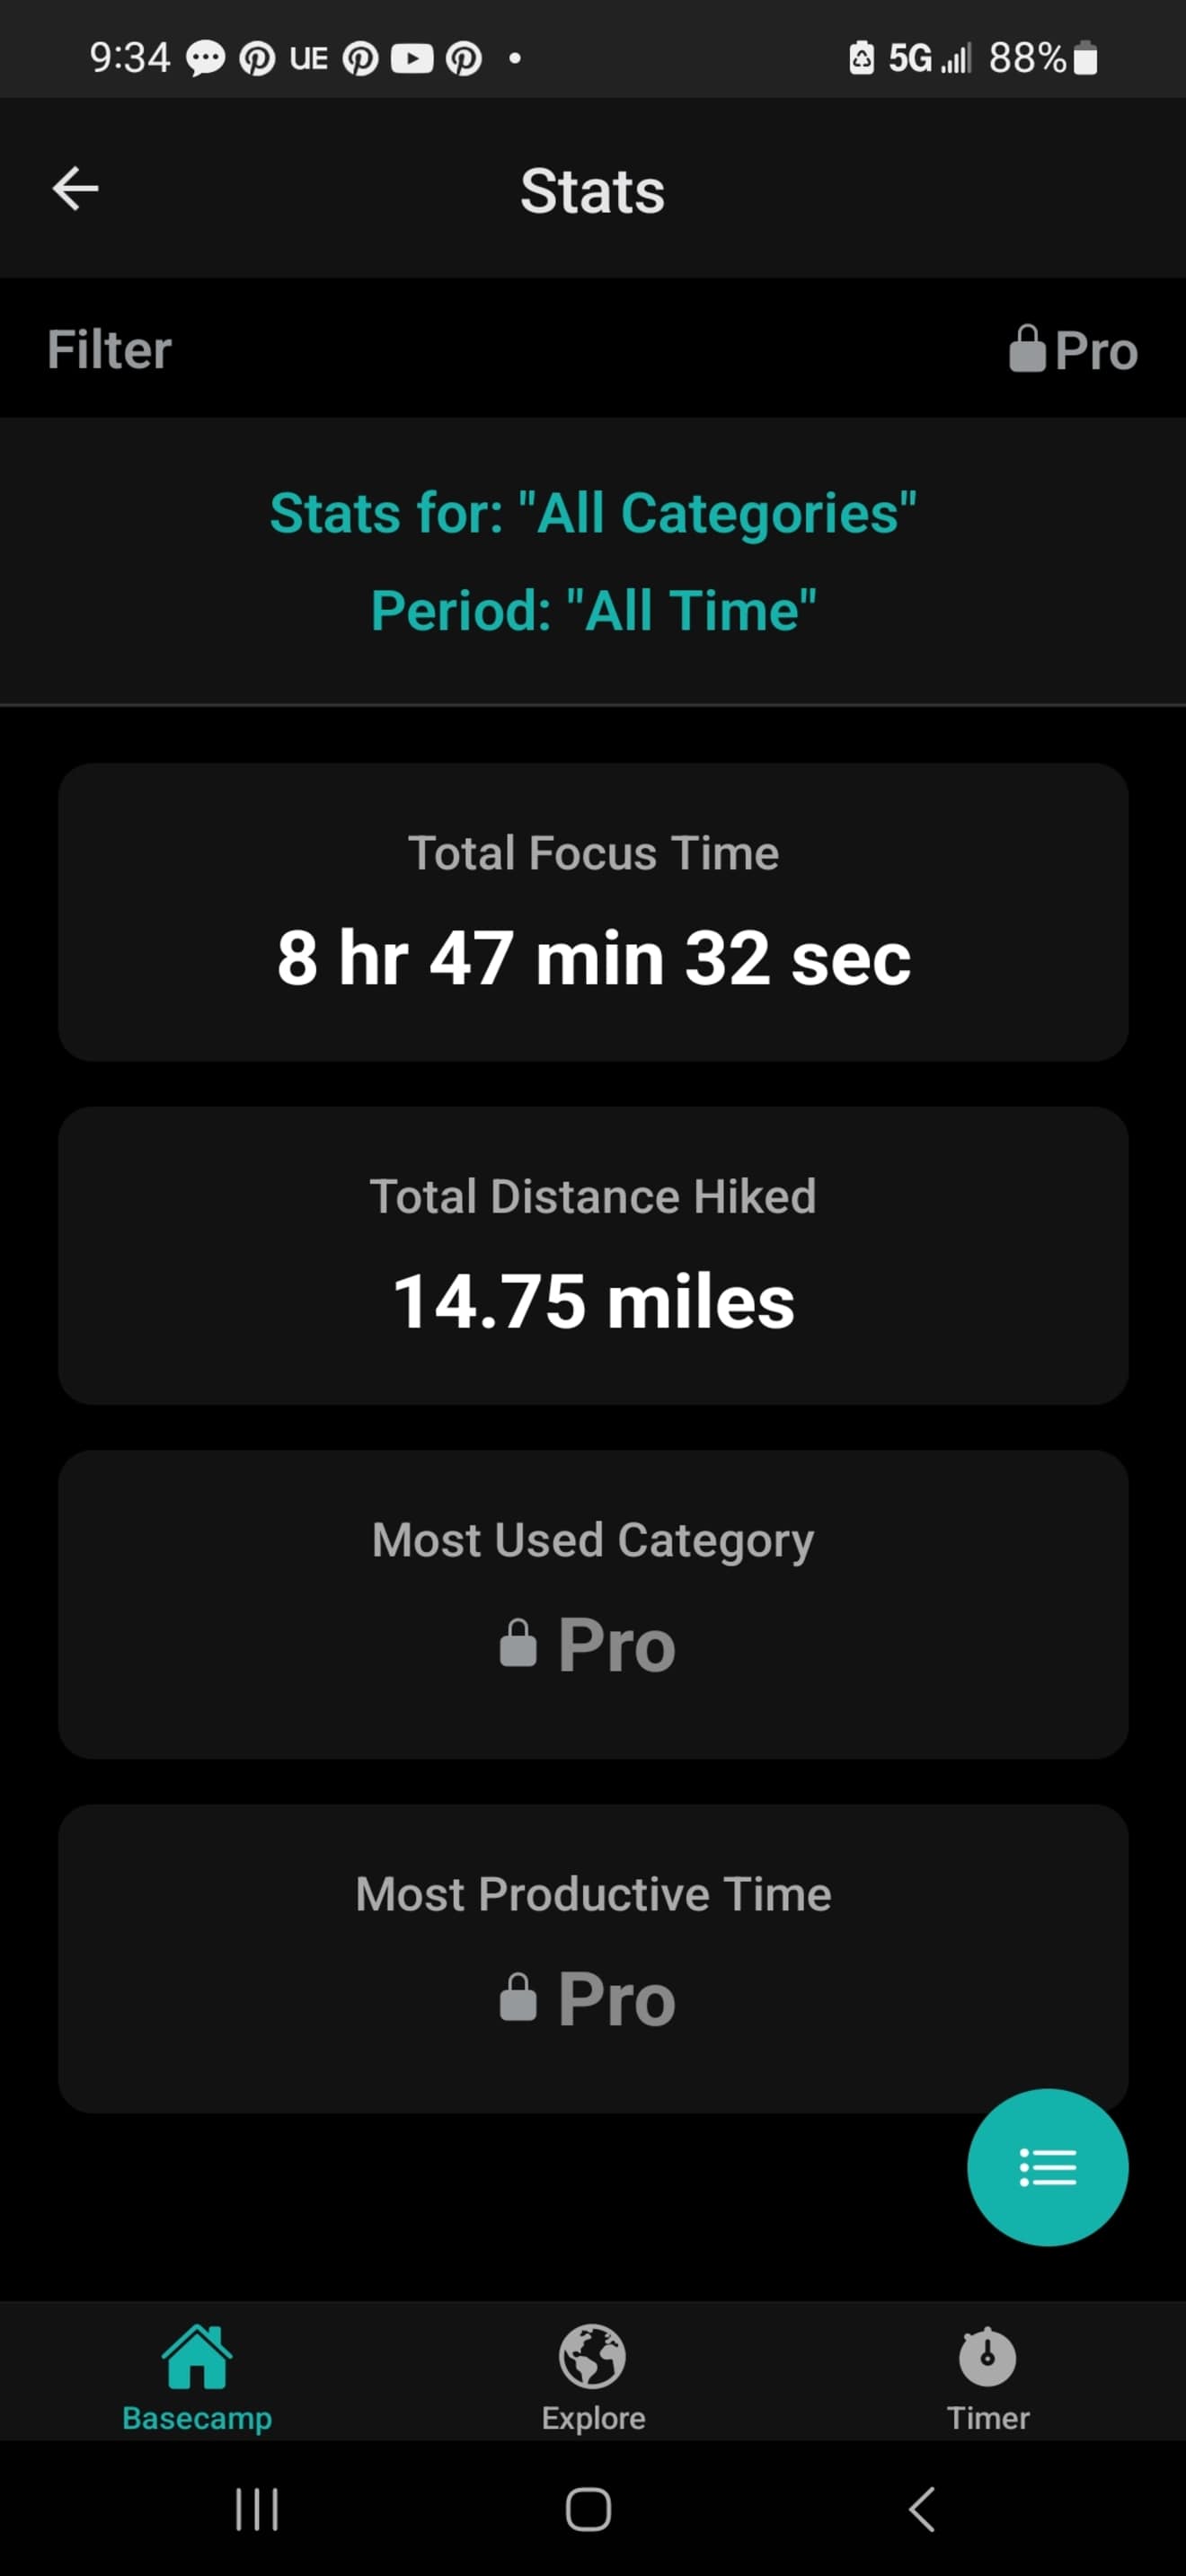 9:34 UE 5G 88%
Stats
Filter Pro
Stats for: "All Categories"
Period: "All Time"
Total Focus Time
8 hr 47 min 32 sec
Total Distance Hiked
14.75 miles
Most Used Category
Pro
Most Productive Time
Pro
Basecamp Explore Timer